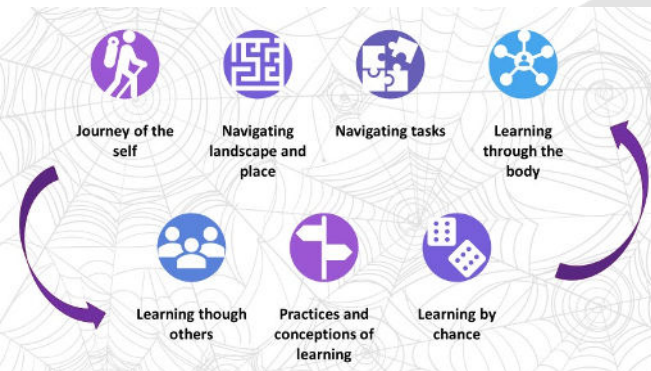 Journey of the
self
Navigating
landscape and
place
Navigating tasks
Learning
through the
body
Learning though
others
Practices and
conceptions of
learning
Learning by
chance